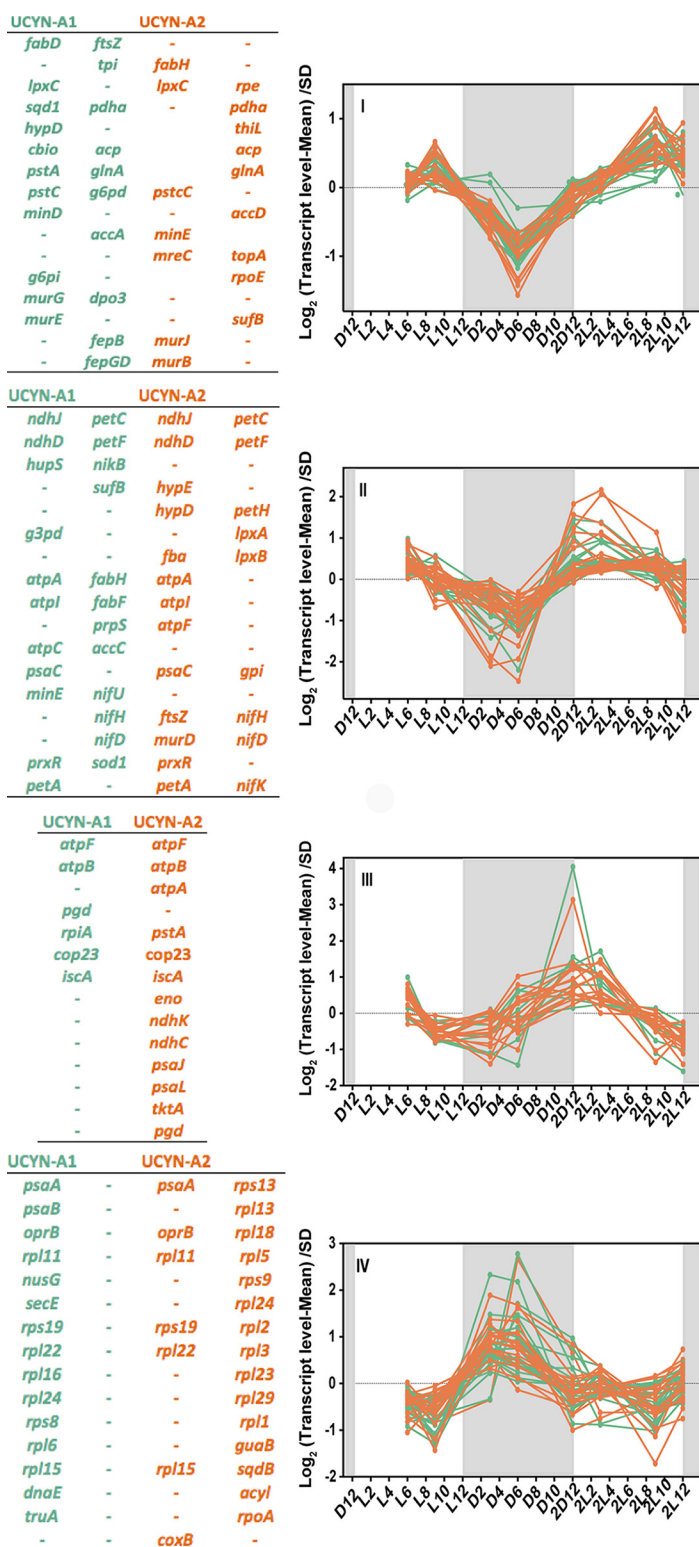 UCYN-A1 UCYN-A2
fabD ftsZ - -
- tpi fabH -
lpxC - lpxC rpe
sqd1 pdha - pdha
hypD - thiL
cbio acp acp
pstA glnA glnA
pstC g6pd pstcC -
minD - - accD
- accA minE
- - mreC topA
g6pi - rpoE
murG dpo3 - -
murE - sufB
- fepB murJ -
- fepGD murB -
I
Log2 (Transcript level-Mean) /SD
1
0
-1
D12 L2 L4 L6 L8 L10 L12 D2 D4 D6 D8 D10 2D12 2L2 2L4 2L6 2L8 2L10 2L12
UCYN-A1 UCYN-A2
ndhJ petC ndhJ petC
ndhD petF ndhD petF
hupS nikB - -
- sufB hypE -
- - hypD petH
g3pd - - lpxA
- - fba lpxB
atpA fabH atpA -
atpI fabF atpI -
- prpS atpF -
atpC accC - -
psaC - psaC gpi
minE nifU - -
- nifH ftsZ nifH
- nifD murD nifD
prxR sod1 prxR -
petA - petA nifK
II
Log2 (Transcript level-Mean) /SD
2
1
0
-1
-2
D12 L2 L4 L6 L8 L10 L12 D2 D4 D6 D8 D10 2D12 2L2 2L4 2L6 2L8 2L10 2L12
UCYN-A1 UCYN-A2
atpF atpF
atpB atpB
- atpA
pgd -
rpiA pstA
cop23 cop23
iscA iscA
- eno
- ndhK
- ndhC
- psaJ
- psaL
- tktA
- pgd
III
Log2 (Transcript level-Mean) /SD
4
3
2
1
0
-1
-2
D12 L2 L4 L6 L8 L10 L12 D2 D4 D6 D8 D10 2D12 2L2 2L4 2L6 2L8 2L10 2L12
UCYN-A1 UCYN-A2
psaA - psaA rps13
psaB - - rpl13
oprB - oprB rpl18
rpl11 - rpl11 rpl5
nusG - - rps9
secE - - rpl24
rps19 - rps19 rpl2
rpl22 - rpl22 rpl3
rpl16 - - rpl23
rpl24 - - rpl29
rps8 - - rpl1
rpl6 - - guaB
rpl15 - rpl15 sqdB
dnaE - - acyl
truA - - rpoA
- - coxB -
IV
Log2 (Transcript level-Mean) /SD
3
2
1
0
-1
-2
D12 L2 L4 L6 L8 L10 L12 D2 D4 D6 D8 D10 2D12 2L2 2L4 2L6 2L8 2L10 2L12